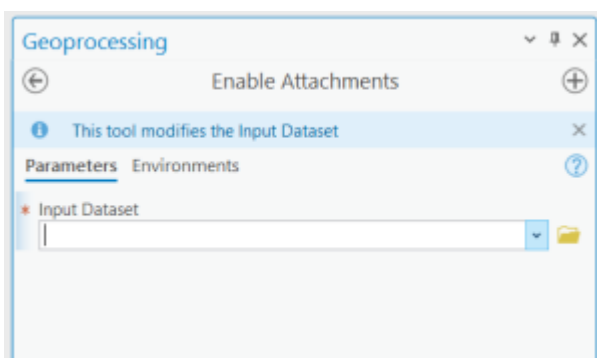 Geoprocessing
Enable Attachments
This tool modifies the Input Dataset
Parameters Environments
* Input Dataset